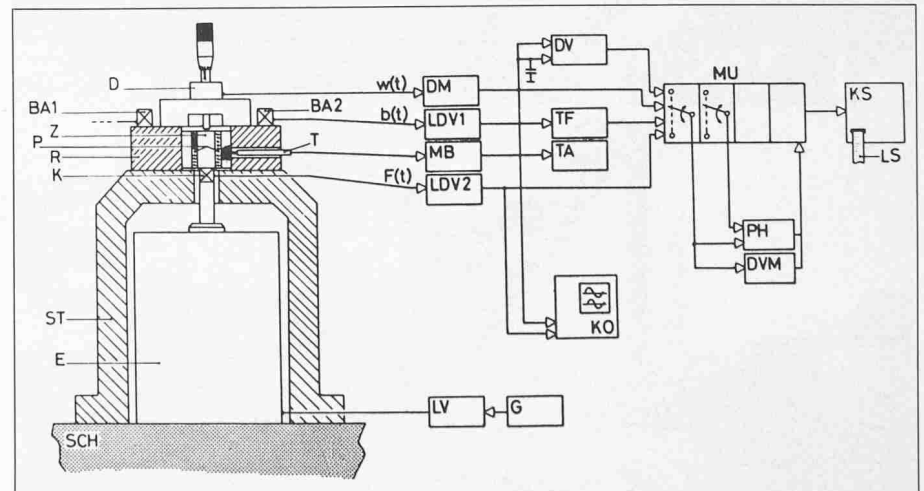 D
BA1
BA2
Z
P
R
K
T
ST
E
SCH
w(t)
b(t)
F(t)
DM
LDV1
MB
LDV2
TF
TA
DV
MU
KS
LS
PH
DVM
KO
LV
G